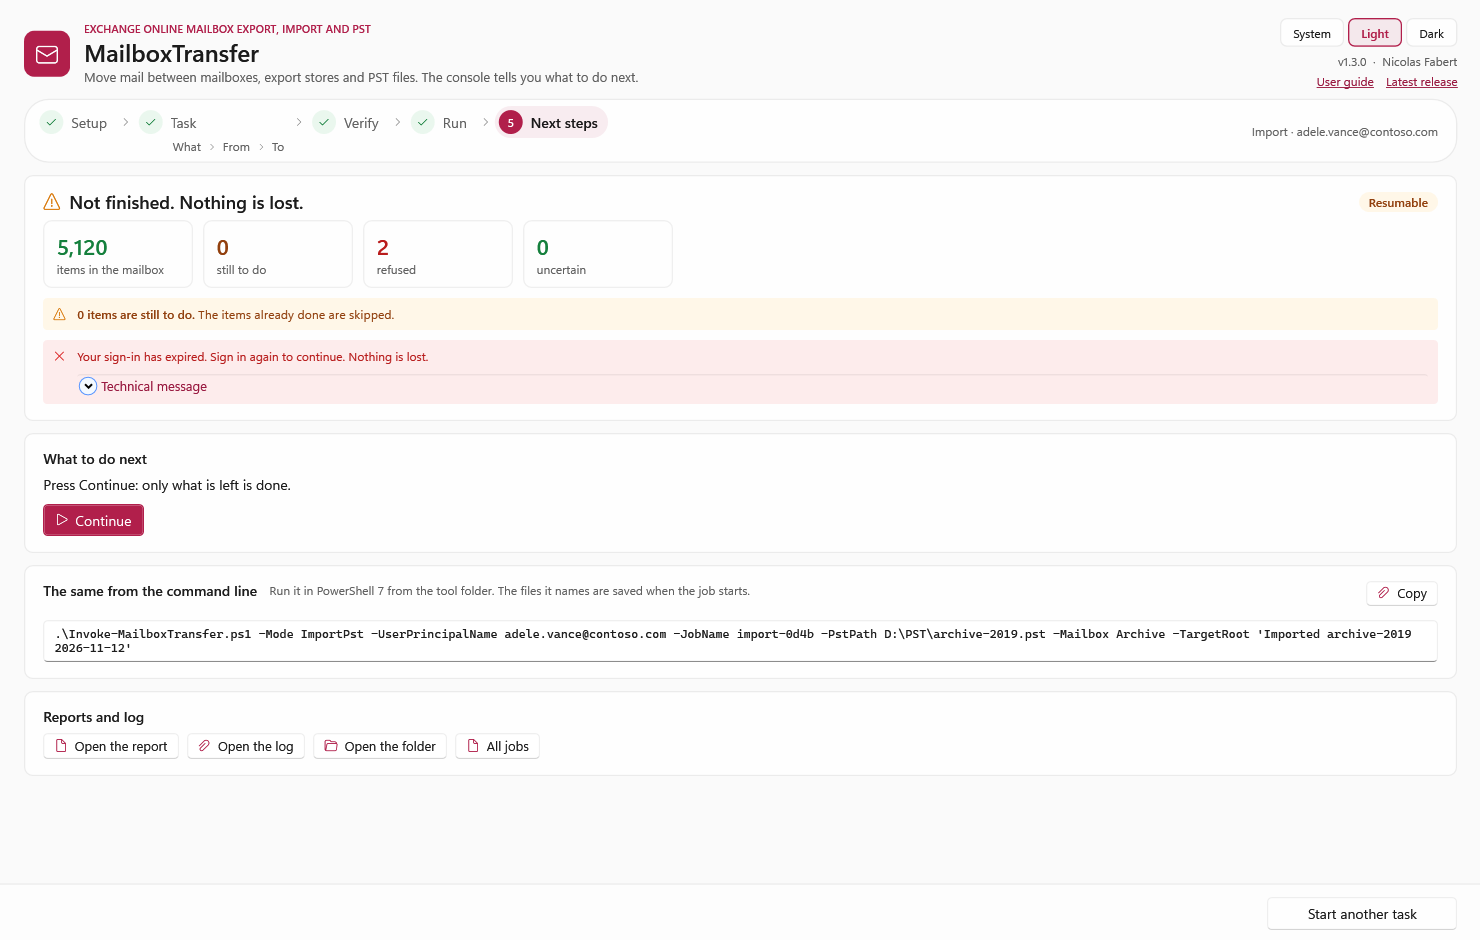 EXCHANGE ONLINE MAILBOX EXPORT, IMPORT AND PST
MailboxTransfer
Move mail between mailboxes, export stores and PST files. The console tells you what to do next.
System
Light
Dark
v1.3.0 · Nicolas Fabert
User guide
Latest release
Setup
Task
Verify
Run
5
Next steps
What
From
To
Import · adele.vance@contoso.com
Not finished. Nothing is lost.
Resumable
5,120
items in the mailbox
0
still to do
2
refused
0
uncertain
0 items are still to do. The items already done are skipped.
Your sign-in has expired. Sign in again to continue. Nothing is lost.
Technical message
What to do next
Press Continue: only what is left is done.
Continue
The same from the command line
Run it in PowerShell 7 from the tool folder. The files it names are saved when the job starts.
Copy
.\Invoke-MailboxTransfer.ps1 -Mode ImportPst -UserPrincipalName adele.vance@contoso.com -JobName import-0d4b -PstPath D:\PST\archive-2019.pst -Mailbox Archive -TargetRoot 'Imported archive-2019
2026-11-12'
Reports and log
Open the report
Open the log
Open the folder
All jobs
Start another task